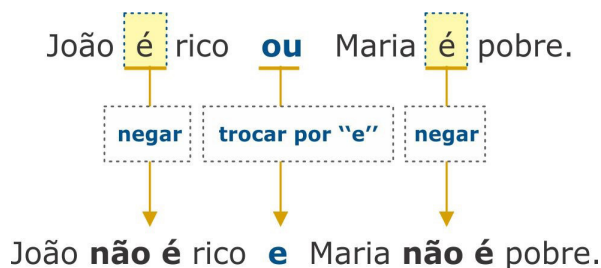 João é rico ou Maria é pobre.
negar trocar por ‘‘e’’ negar
João não é rico e Maria não é pobre.